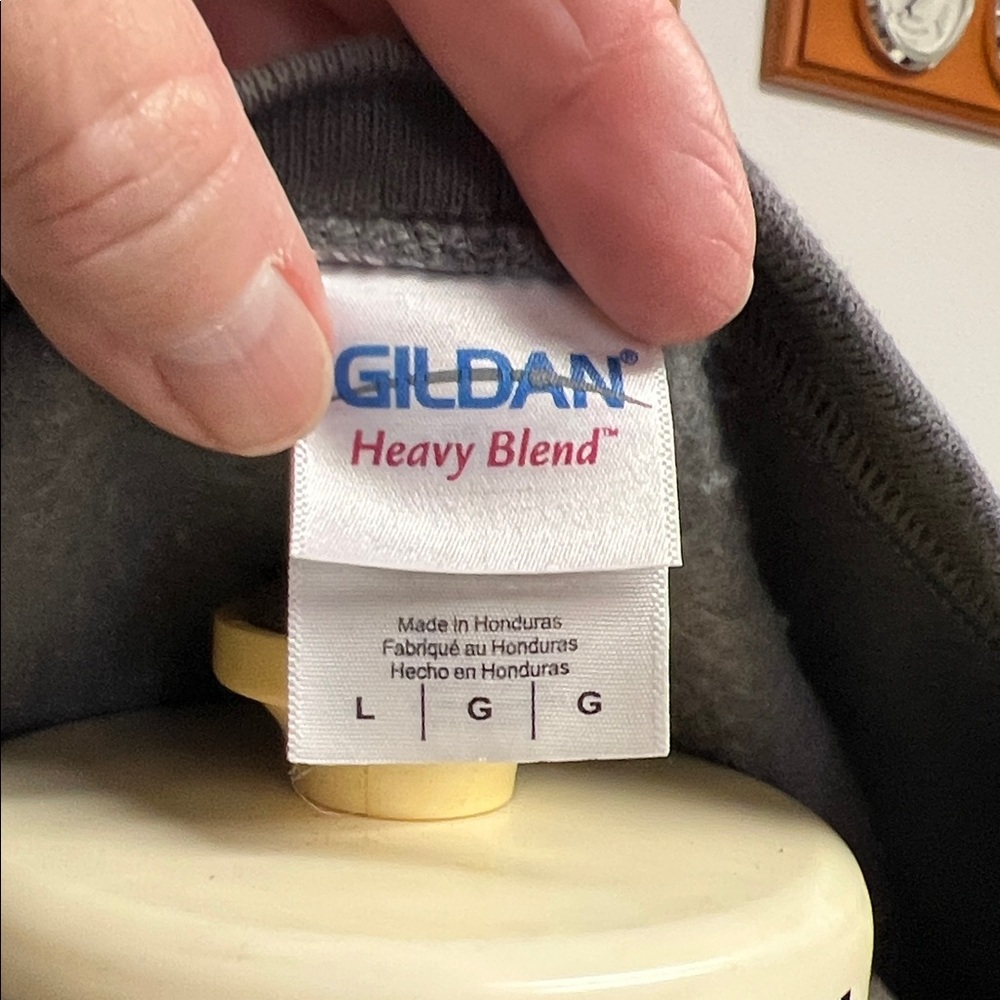 GILDAN®
Heavy Blend™
Made in Honduras
Fabriqué au Honduras
Hecho en Honduras
L | G | G